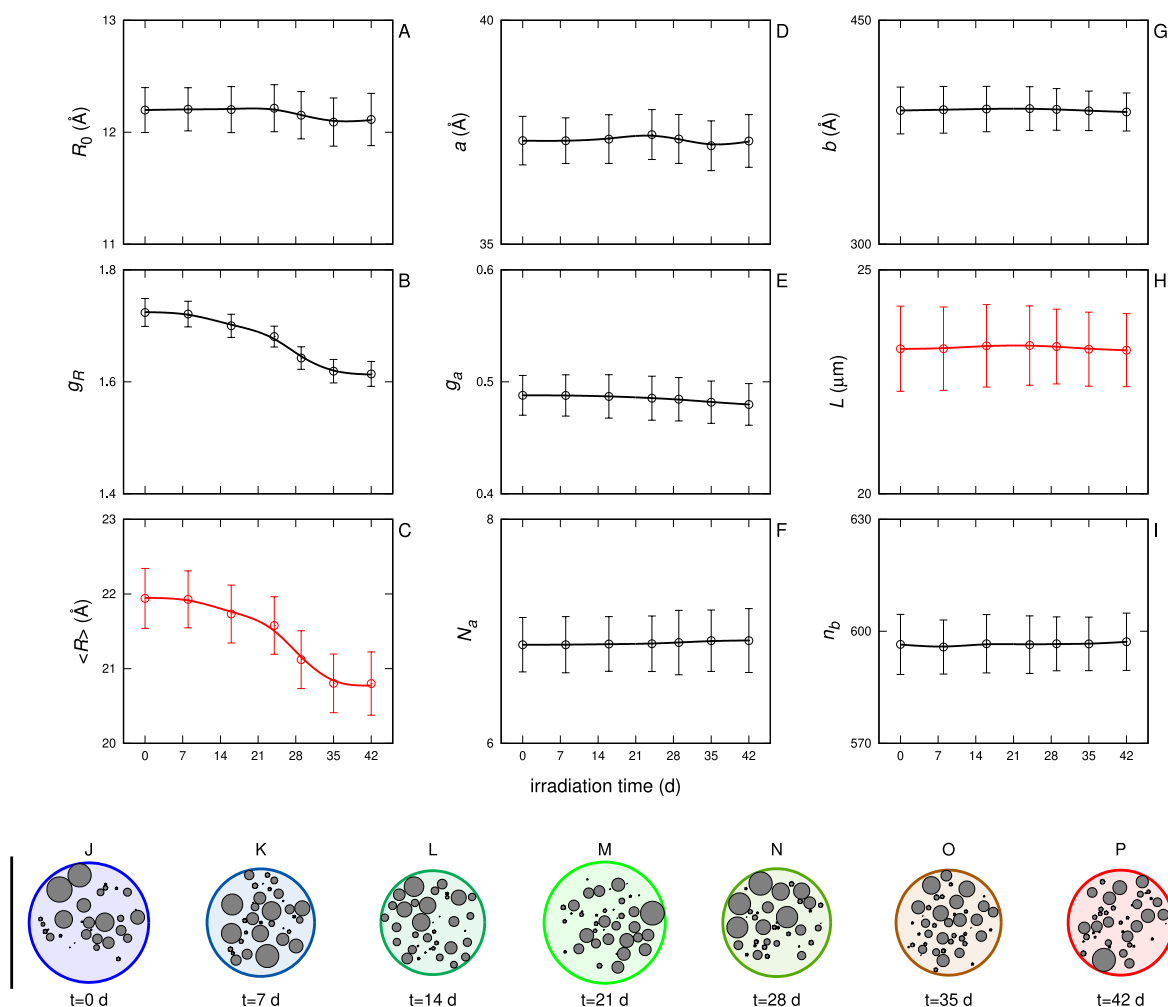 13 A 40 D 450 G
R0 (Å) 12 a (Å) b (Å)
11 35 300
1.8 B 0.6 E 25 H
gR 1.6 ga 0.5 L (μm)
1.4 0.4 20
23 C 8 F 630 I
22
<R> (Å) Na nb 600
21
20 6 570
0 7 14 21 28 35 42 0 7 14 21 28 35 42 0 7 14 21 28 35 42
irradiation time (d)
J K L M N O P
t=0 d t=7 d t=14 d t=21 d t=28 d t=35 d t=42 d